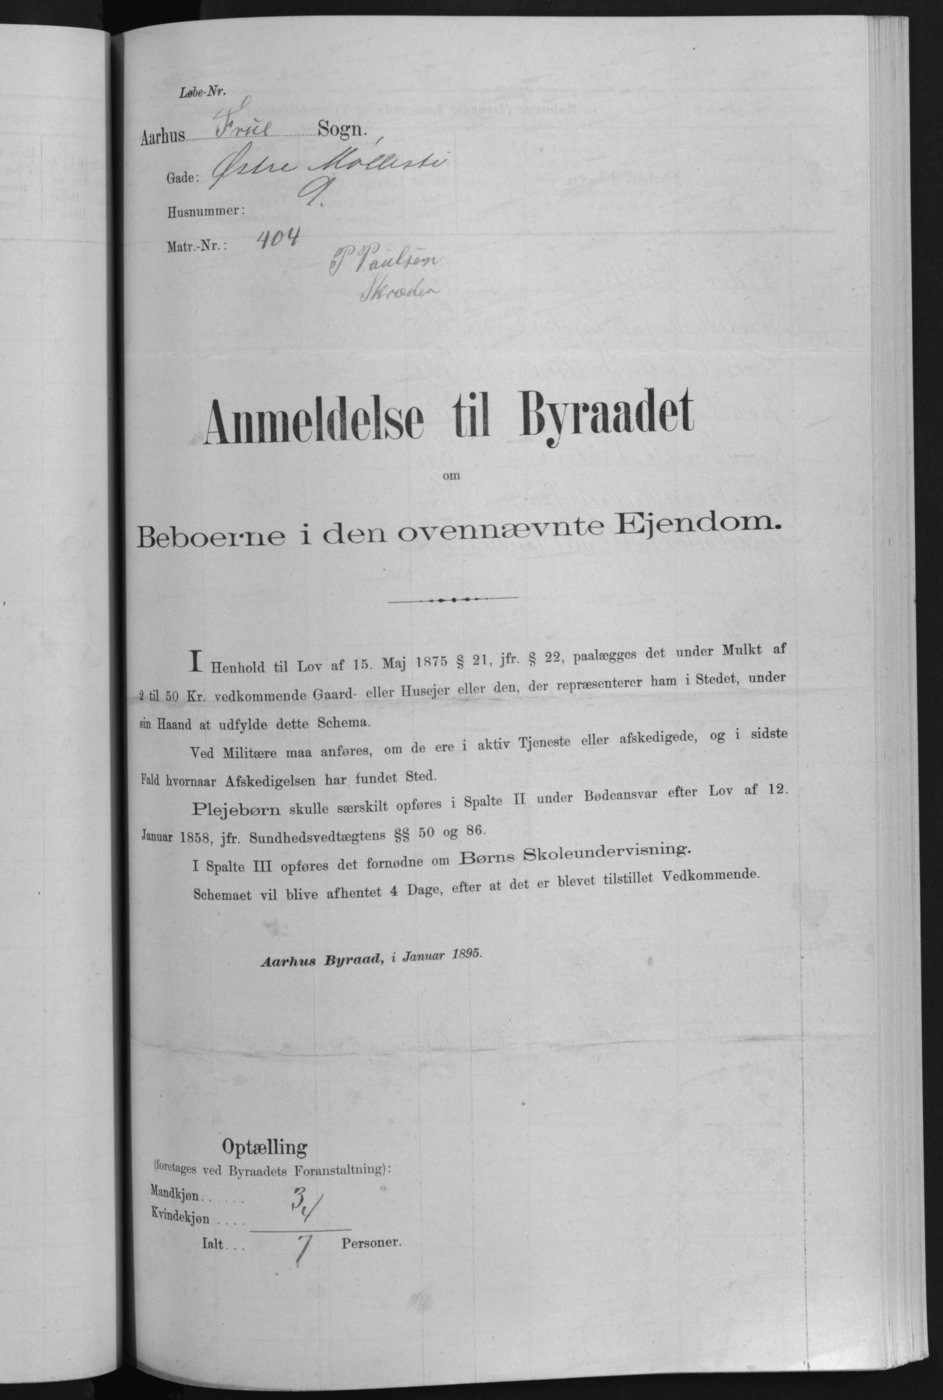 Løbe-Nr.
Aarhus Frue Sogn.
Gade: Østre Møllesti
Husnummer: 9.
Matr.-Nr.: 404
P Paulsen
Skræder
Anmeldelse til Byraadet
om
Beboerne i den ovennævnte Ejendom.
I Henhold til Lov af 15. Maj 1875 § 21, jfr. § 22, paalægges det under Mulkt af
2 til 50 Kr. vedkommende Gaard- eller Husejer eller den, der repræsenterer ham i Stedet, under
sin Haand at udfylde dette Schema.
Ved Militære maa anføres, om de ere i aktiv Tjeneste eller afskedigede, og i sidste
Fald hvornaar Afskedigelsen har fundet Sted.
Plejebørn skulle særskilt opføres i Spalte II under Bødeansvar efter Lov af 12.
Januar 1858, jfr. Sundhedsvedtægtens §§ 50 og 86.
I Spalte III opføres det fornødne om Børns Skoleundervisning.
Schemaet vil blive afhentet 4 Dage, efter at det er blevet tilstillet Vedkommende.
Aarhus Byraad, i Januar 1895.
Optælling
(foretages ved Byraadets Foranstaltning):
Mandkjøn...... 3
Kvindekjøn .... 4
Ialt... 7 Personer.